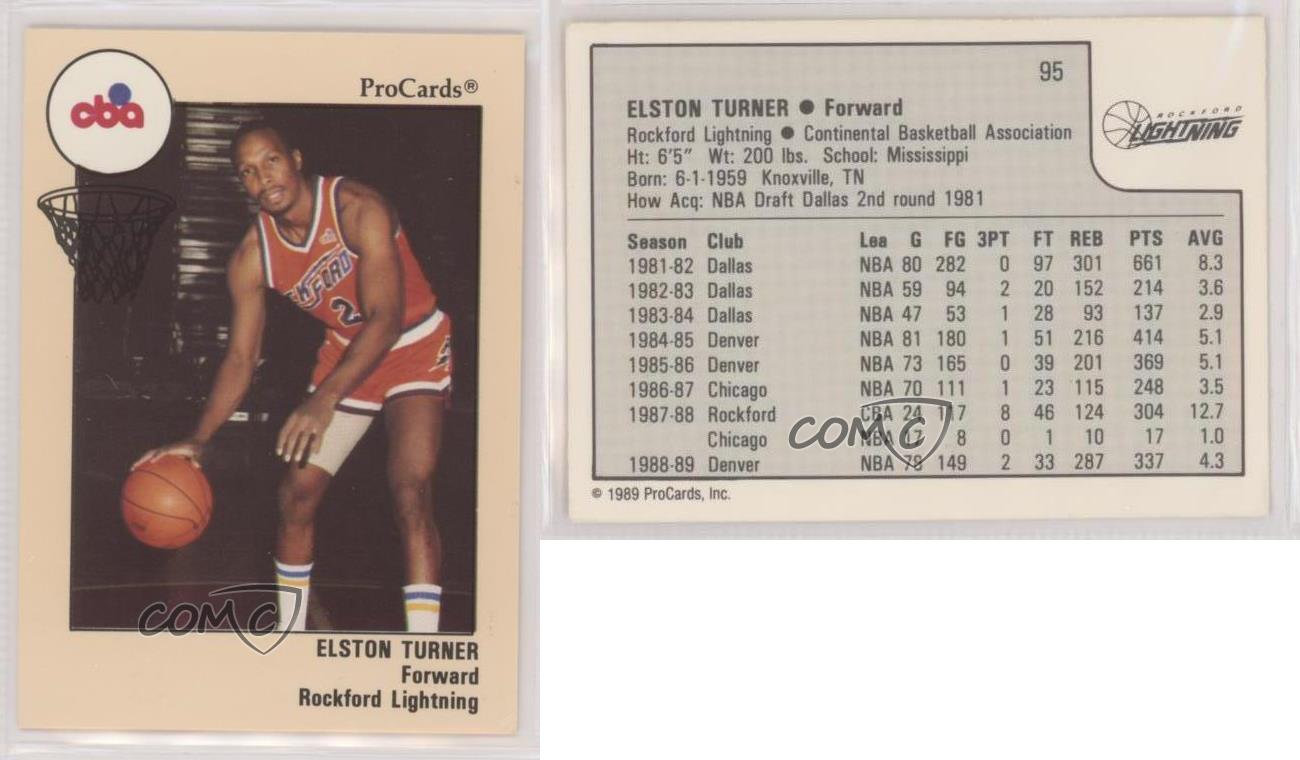 cba
ProCards®
KFORD
2
COMC
ELSTON TURNER
Forward
Rockford Lightning
95
ELSTON TURNER ● Forward
Rockford Lightning ● Continental Basketball Association
Ht: 6'5" Wt: 200 lbs. School: Mississippi
Born: 6-1-1959 Knoxville, TN
How Acq: NBA Draft Dallas 2nd round 1981
ROCKFORD
LIGHTNING
Season Club Lea G FG 3PT FT REB PTS AVG
1981-82 Dallas NBA 80 282 0 97 301 661 8.3
1982-83 Dallas NBA 59 94 2 20 152 214 3.6
1983-84 Dallas NBA 47 53 1 28 93 137 2.9
1984-85 Denver NBA 81 180 1 51 216 414 5.1
1985-86 Denver NBA 73 165 0 39 201 369 5.1
1986-87 Chicago NBA 70 111 1 23 115 248 3.5
1987-88 Rockford CBA 24 117 8 46 124 304 12.7
Chicago NBA 17 8 0 1 10 17 1.0
1988-89 Denver NBA 78 149 2 33 287 337 4.3
COMC
© 1989 ProCards, Inc.